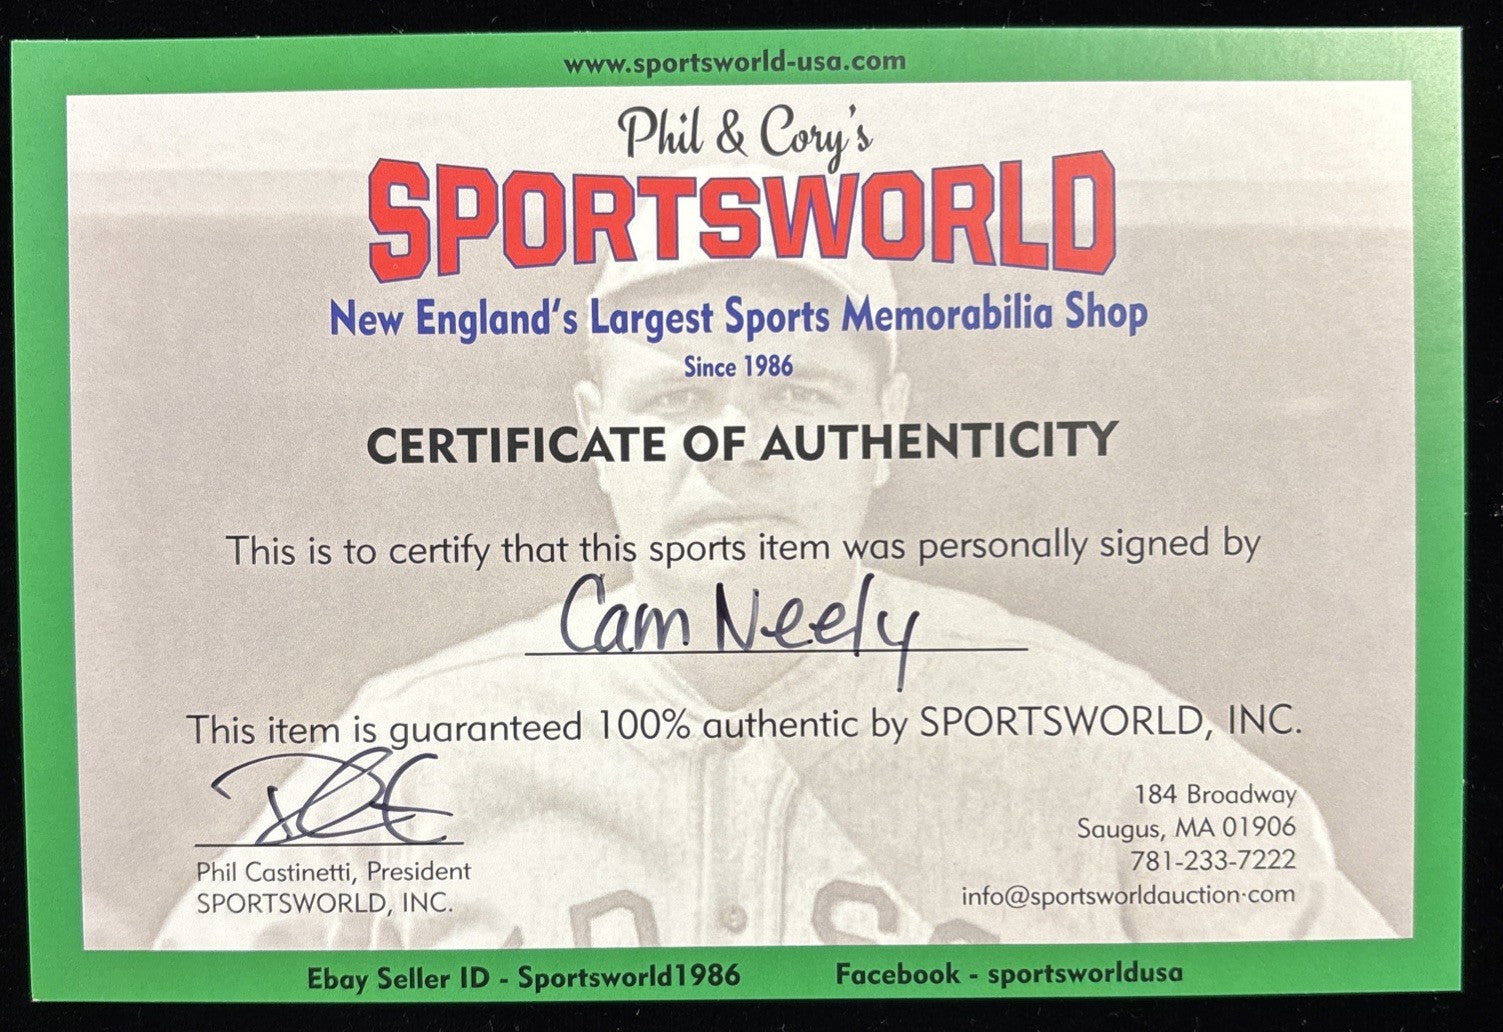 www.sportsworld-usa.com
Phil & Cory's
SPORTSWORLD
New England's Largest Sports Memorabilia Shop
Since 1986
CERTIFICATE OF AUTHENTICITY
This is to certify that this sports item was personally signed by
Cam Neely
This item is guaranteed 100% authentic by SPORTSWORLD, INC.
Phil Castinetti, President
SPORTSWORLD, INC.
184 Broadway
Saugus, MA 01906
781-233-7222
info@sportsworldauction.com
Ebay Seller ID - Sportsworld1986
Facebook - sportsworldusa